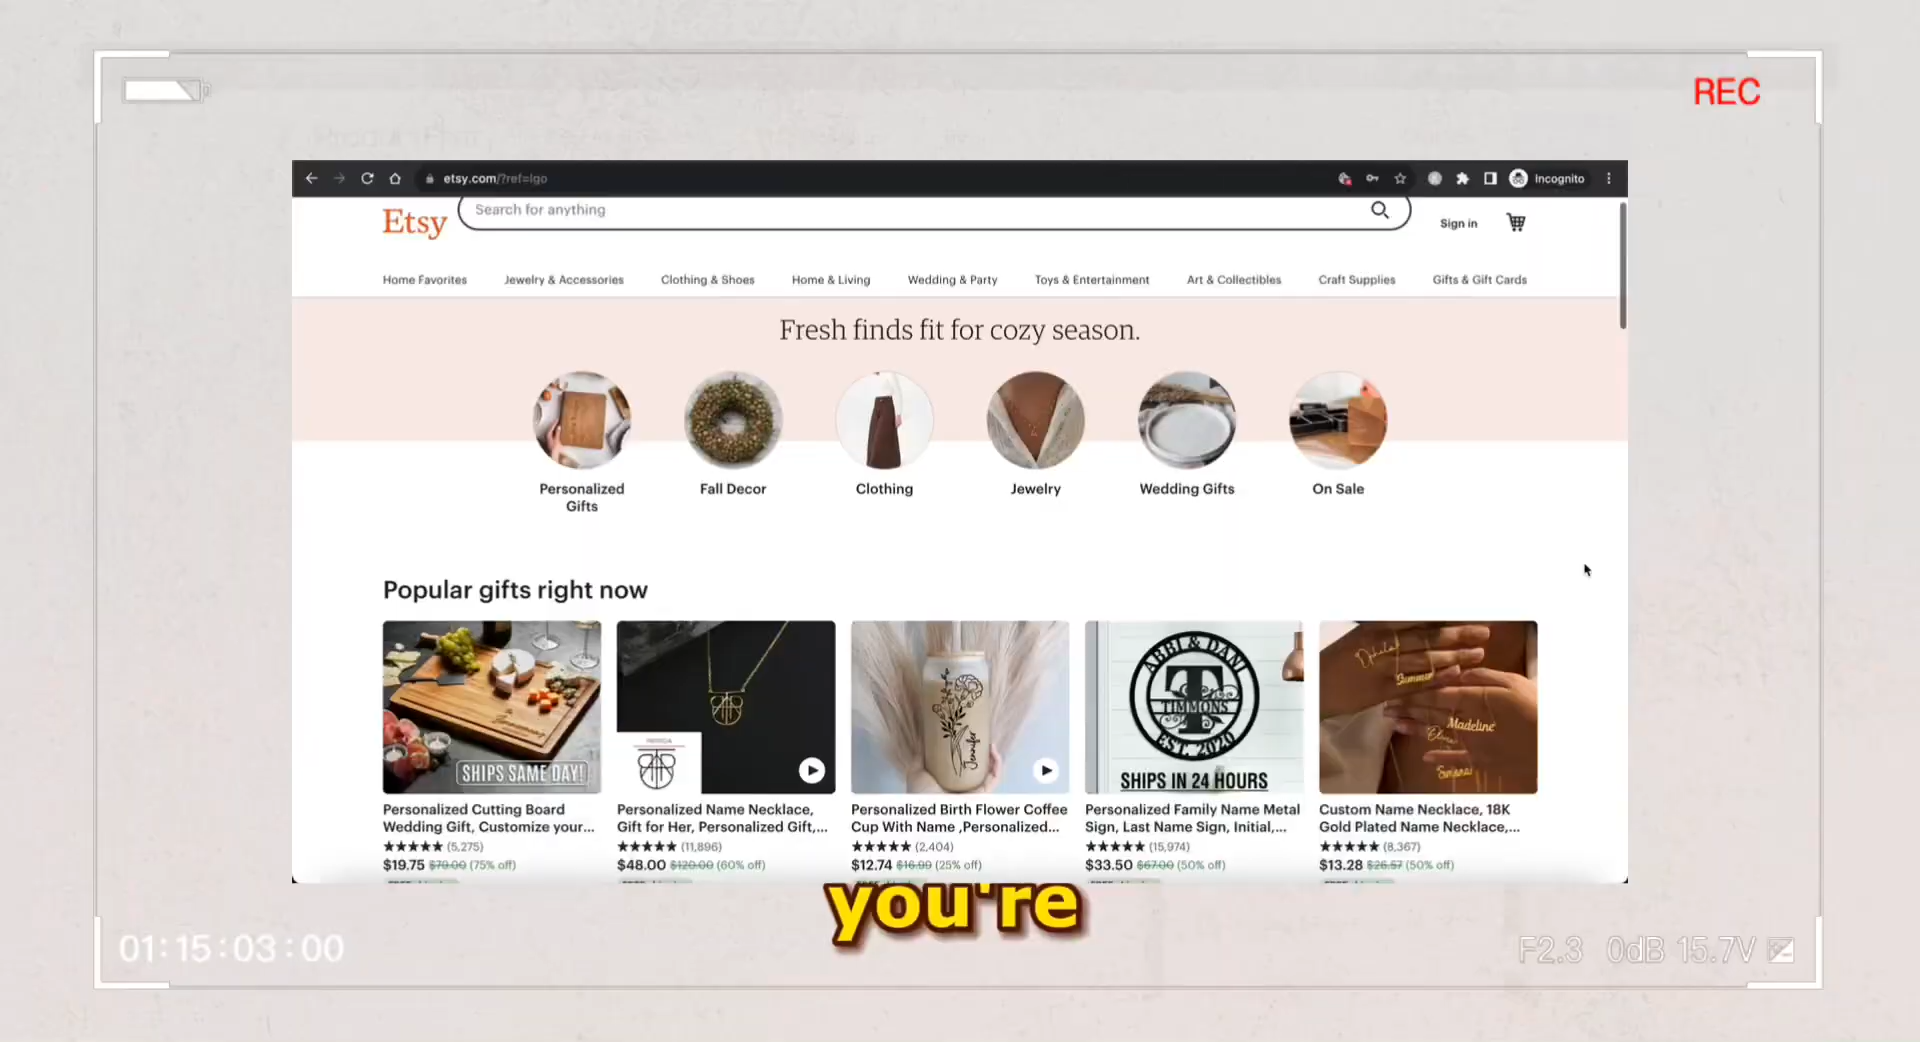 REC
etsy.com/?ref=lgo
Incognito
Etsy
Search for anything
Sign in
Home Favorites Jewelry & Accessories Clothing & Shoes Home & Living Wedding & Party Toys & Entertainment Art & Collectibles Craft Supplies Gifts & Gift Cards
Fresh finds fit for cozy season.
Personalized Gifts
Fall Decor
Clothing
Jewelry
Wedding Gifts
On Sale
Popular gifts right now
SHIPS SAME DAY!
Jennifer
ABBI & DANI
T
TIMMONS
EST. 2020
SHIPS IN 24 HOURS
Ophelia
Summer
Madeline
Personalized Cutting Board
Wedding Gift, Customize your...
(5,275)
$19.75 $79.00 (75% off)
Personalized Name Necklace,
Gift for Her, Personalized Gift,...
(11,896)
$48.00 $120.00 (60% off)
Personalized Birth Flower Coffee
Cup With Name ,Personalized...
(2,404)
$12.74 $16.99 (25% off)
Personalized Family Name Metal
Sign, Last Name Sign, Initial,...
(15,974)
$33.50 $67.00 (50% off)
Custom Name Necklace, 18K
Gold Plated Name Necklace,...
(8,367)
$13.28 $26.57 (50% off)
you're
01:15:03:00
F2.3 0dB 15.7V